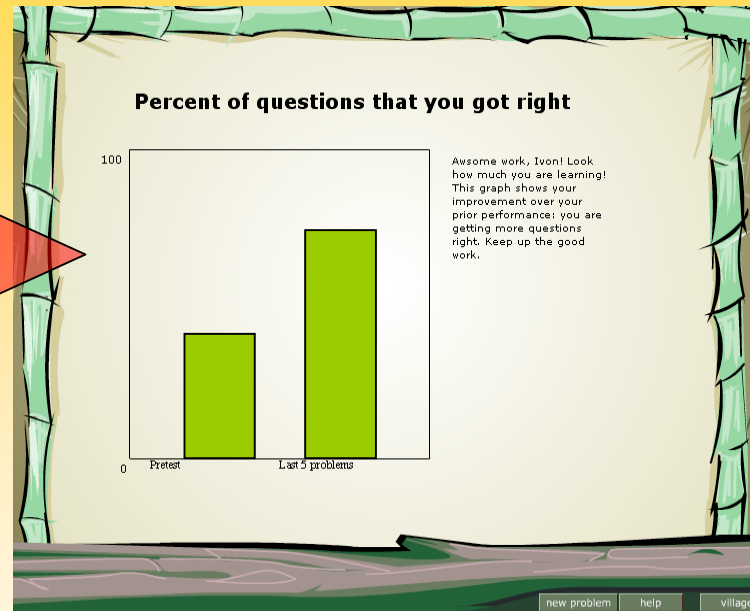 Percent of questions that you got right
100
Awsome work, Ivon! Look
how much you are learning!
This graph shows your
improvement over your
prior performance: you are
getting more questions
right. Keep up the good
work.
0
Pretest
Last 5 problems
new problem
help
village